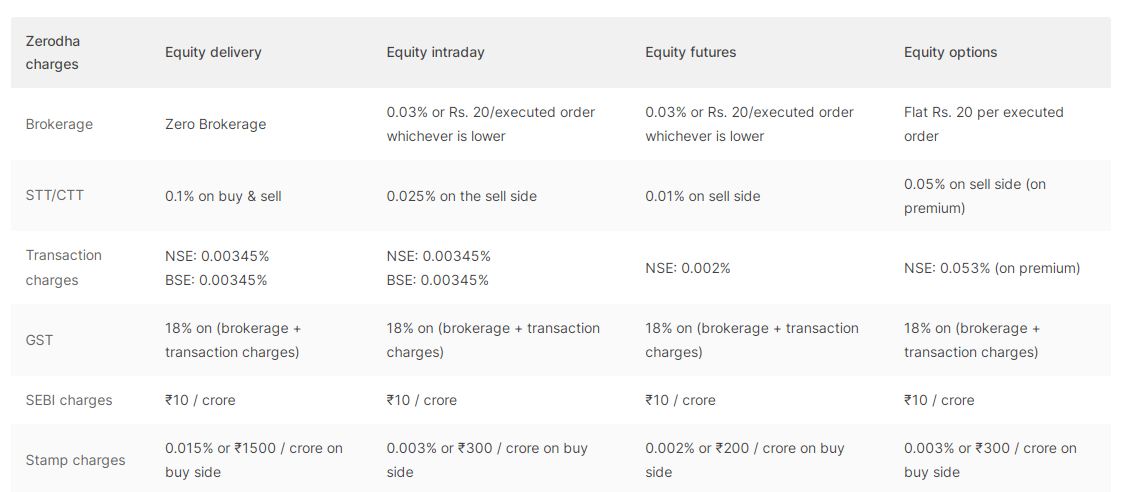 Zerodha
charges
Equity delivery
Equity intraday
Equity futures
Equity options
Brokerage
Zero Brokerage
0.03% or Rs. 20/executed order
whichever is lower
0.03% or Rs. 20/executed order
whichever is lower
Flat Rs. 20 per executed
order
STT/CTT
0.1% on buy & sell
0.025% on the sell side
0.01% on sell side
0.05% on sell side (on
premium)
Transaction
charges
NSE: 0.00345%
BSE: 0.00345%
NSE: 0.00345%
BSE: 0.00345%
NSE: 0.002%
NSE: 0.053% (on premium)
GST
18% on (brokerage +
transaction charges)
18% on (brokerage + transaction
charges)
18% on (brokerage + transaction
charges)
18% on (brokerage +
transaction charges)
SEBI charges
₹10 / crore
₹10 / crore
₹10 / crore
₹10 / crore
Stamp charges
0.015% or ₹1500 / crore on
buy side
0.003% or ₹300 / crore on buy
side
0.002% or ₹200 / crore on buy
side
0.003% or ₹300 / crore on
buy side